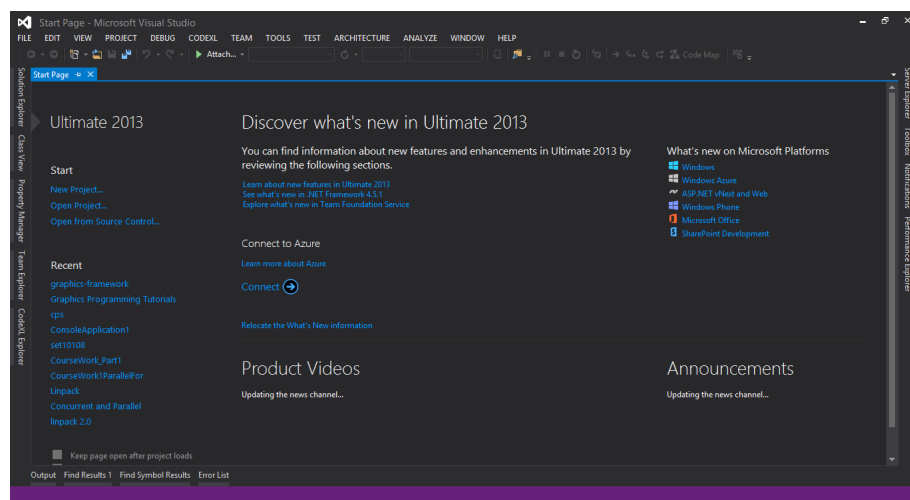 Start Page - Microsoft Visual Studio
FILE EDIT VIEW PROJECT DEBUG CODEXL TEAM TOOLS TEST ARCHITECTURE ANALYZE WINDOW HELP
Attach...
Code Map
Start Page
Solution Explorer
Class View
Property Manager
Team Explorer
CodeXL Explorer
Ultimate 2013
Start
New Project...
Open Project...
Open from Source Control...
Recent
graphics-framework
Graphics Programming Tutorials
cps
ConsoleApplication1
set10108
CourseWork_Part1
CourseWork1ParallelFor
Linpack
Concurrent and Parallel
linpack 2.0
Keep page open after project loads
Discover what's new in Ultimate 2013
You can find information about new features and enhancements in Ultimate 2013 by
reviewing the following sections.
Learn about new features in Ultimate 2013
See what's new in .NET Framework 4.5.1
Explore what's new in Team Foundation Service
Connect to Azure
Learn more about Azure
Connect
Relocate the What's New information
Product Videos
Updating the news channel...
What's new on Microsoft Platforms
Windows
Windows Azure
ASP.NET vNext and Web
Windows Phone
Microsoft Office
SharePoint Development
Announcements
Updating the news channel...
Server Explorer
Toolbox
Notifications
Performance Explorer
Output Find Results 1 Find Symbol Results Error List